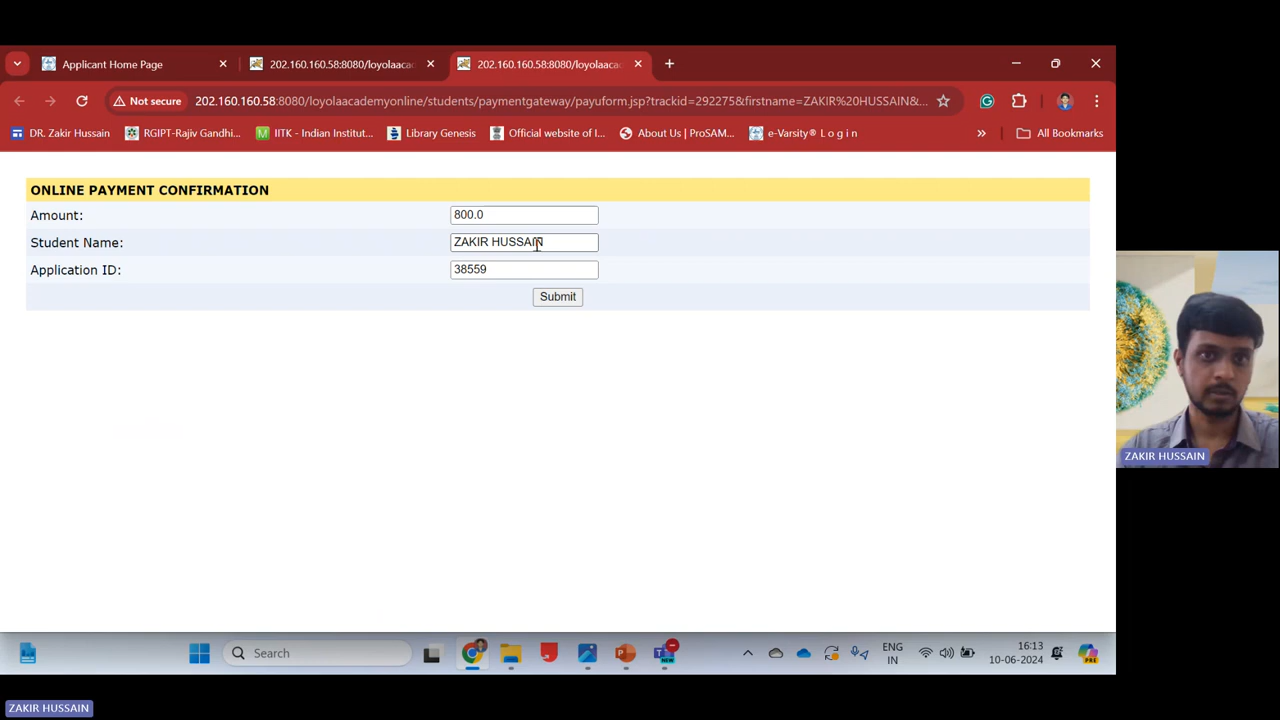 Applicant Home Page
202.160.160.58:8080/loyolaacac
202.160.160.58:8080/loyolaacac
Not secure
202.160.160.58:8080/loyolaacademyonline/students/paymentgateway/payuform.jsp?trackid=292275&firstname=ZAKIR%20HUSSAIN&...
DR. Zakir Hussain
RGIPT-Rajiv Gandhi...
IITK - Indian Institut...
Library Genesis
Official website of I...
About Us | ProSAM...
e-Varsity® L o g i n
»
All Bookmarks
ONLINE PAYMENT CONFIRMATION
Amount:
800.0
Student Name:
ZAKIR HUSSAIN
Application ID:
38559
Submit
ZAKIR HUSSAIN
Search
NEW
ENG
IN
16:13
10-06-2024
PRE
ZAKIR HUSSAIN